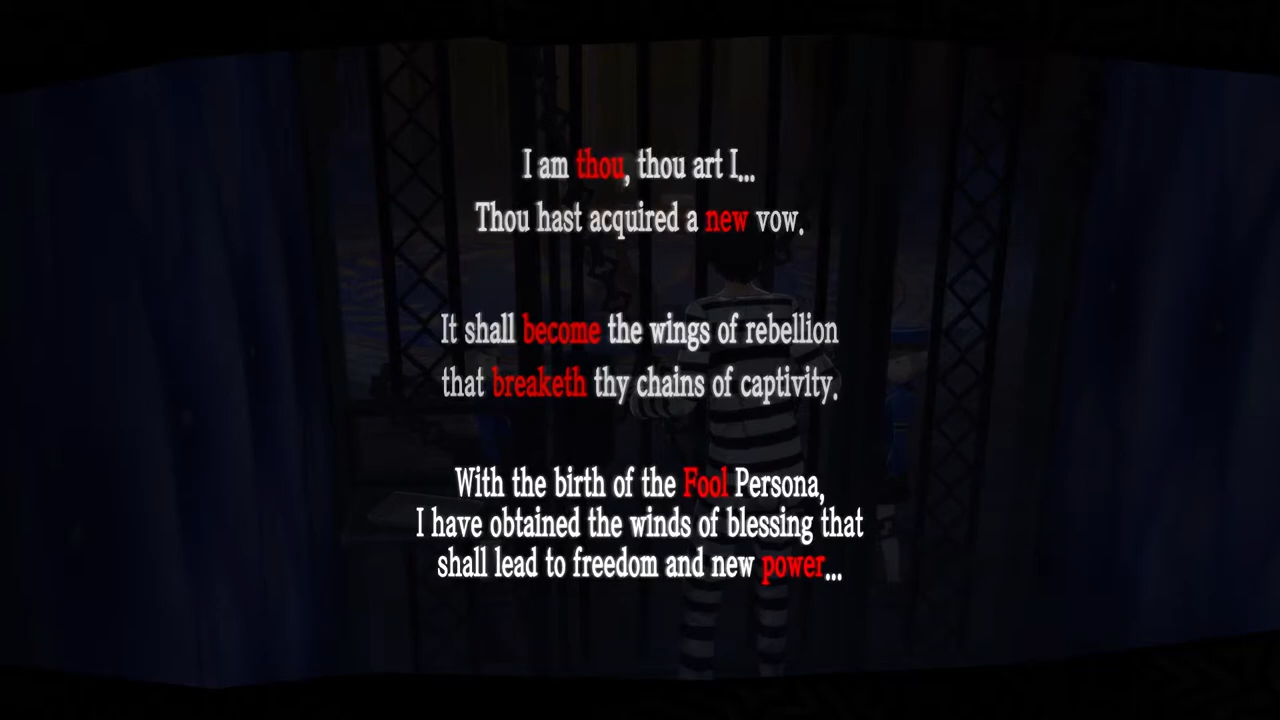 I am thou, thou art I...
Thou hast acquired a new vow.
It shall become the wings of rebellion
that breaketh thy chains of captivity.
With the birth of the Fool Persona,
I have obtained the winds of blessing that
shall lead to freedom and new power...